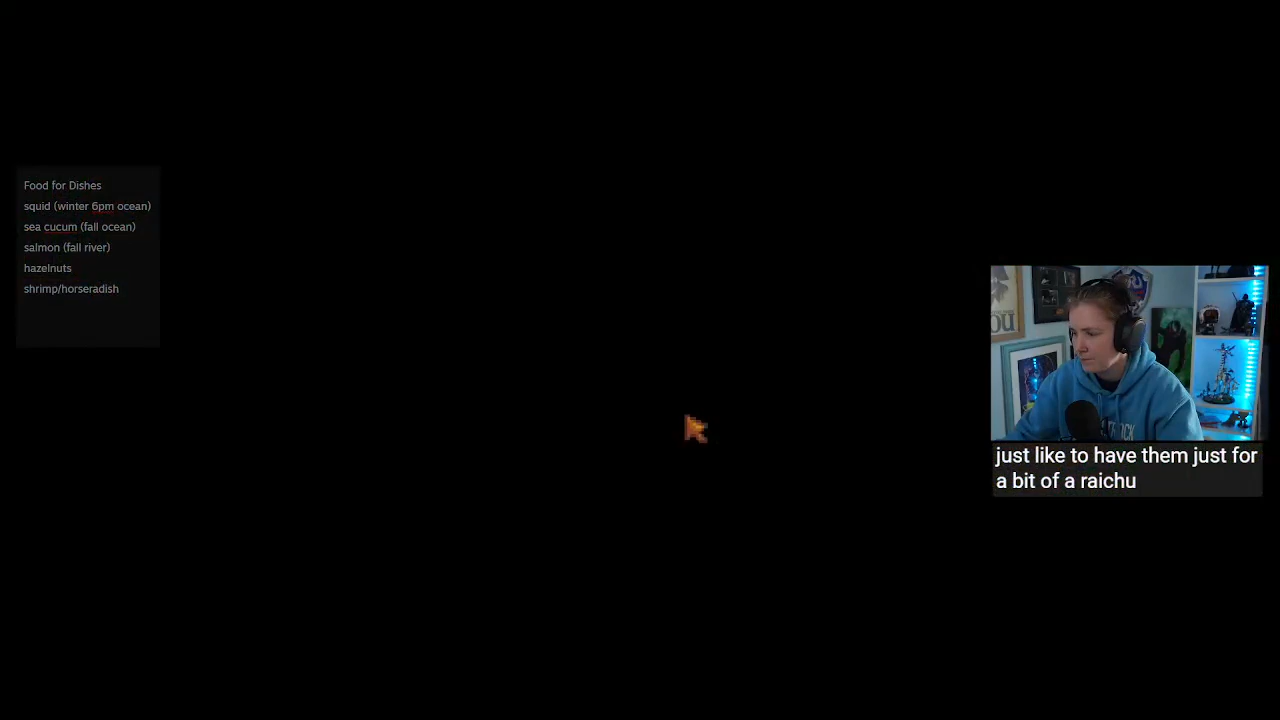 Food for Dishes
squid (winter 6pm ocean)
sea cucum (fall ocean)
salmon (fall river)
hazelnuts
shrimp/horseradish
OU
just like to have them just for
a bit of a raichu